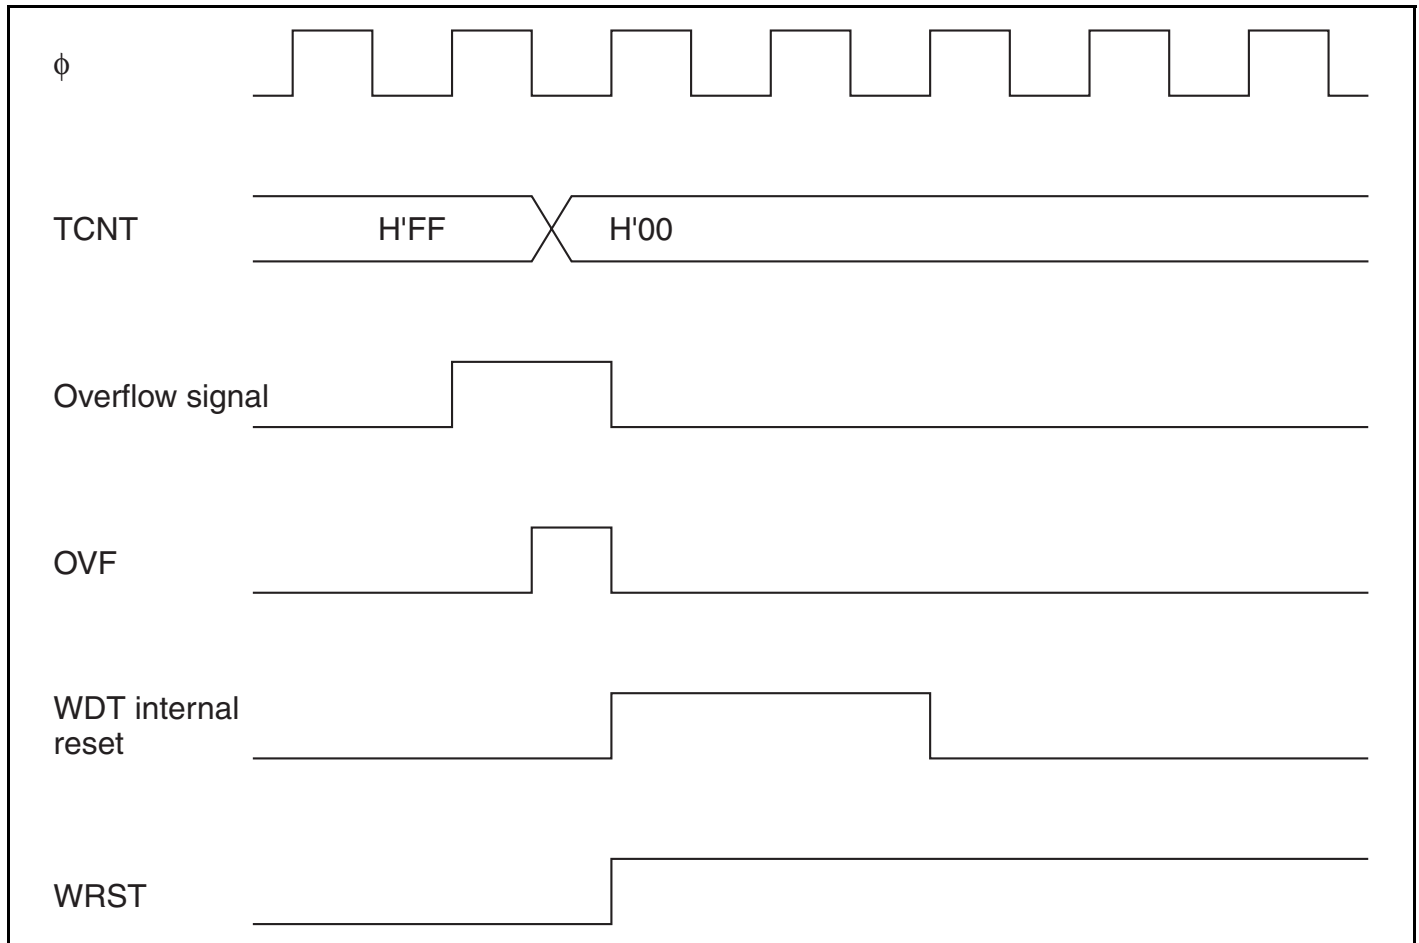 ϕ
TCNT
H'FF
H'00
Overflow signal
OVF
WDT internal
reset
WRST